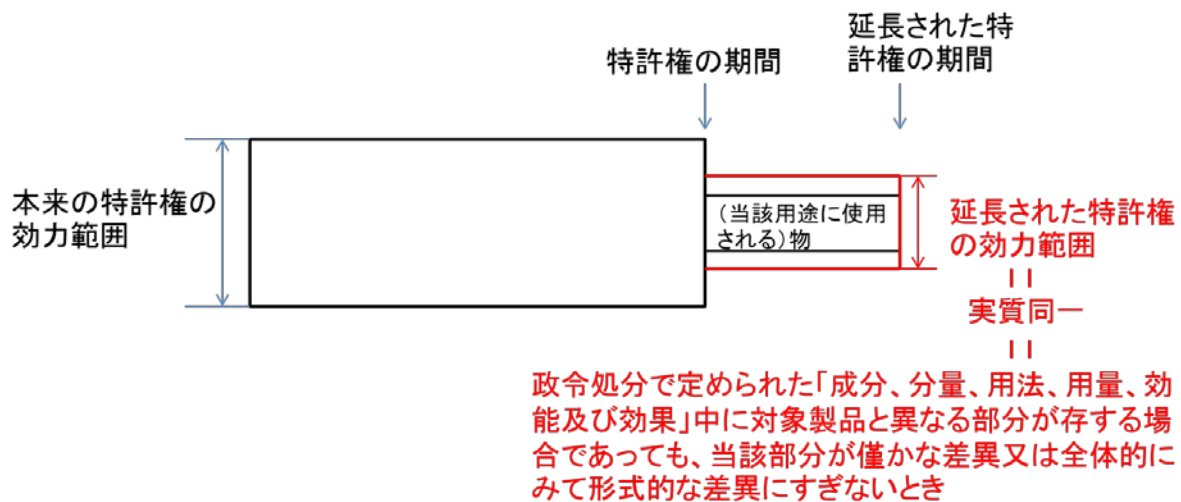 延長された特
許権の期間
特許権の期間
本来の特許権の
効力範囲
(当該用途に使用
される)物
延長された特許権
の効力範囲
||
実質同一
||
政令処分で定められた「成分、分量、用法、用量、効
能及び効果」中に対象製品と異なる部分が存する場
合であっても、当該部分が僅かな差異又は全体的に
みて形式的な差異にすぎないとき